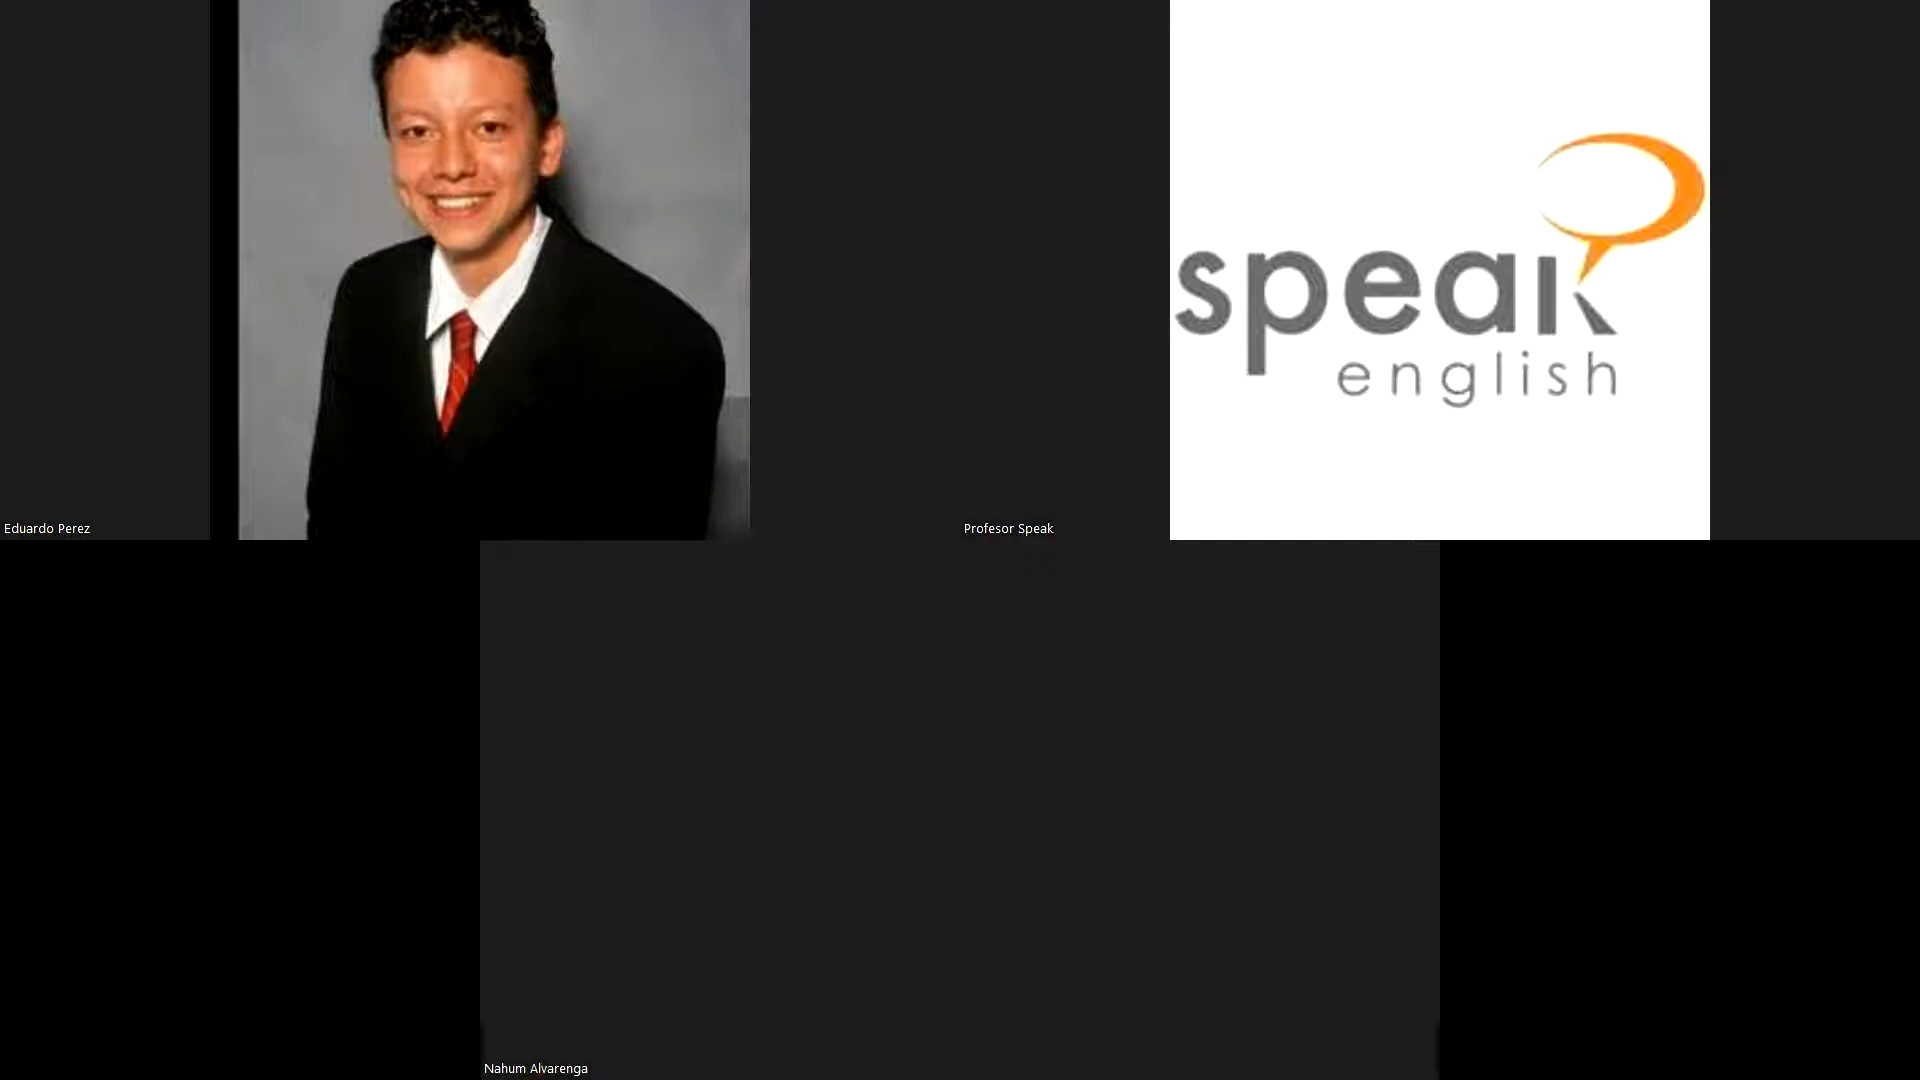 speak
english
Eduardo Perez
Profesor Speak
Nahum Alvarenga